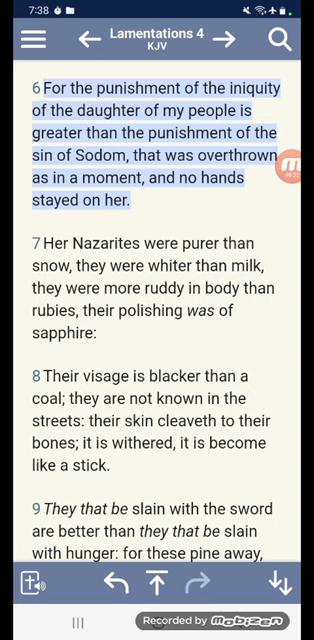 7:38
Lamentations 4
KJV
6 For the punishment of the iniquity
of the daughter of my people is
greater than the punishment of the
sin of Sodom, that was overthrown
as in a moment, and no hands
stayed on her.
7 Her Nazarites were purer than
snow, they were whiter than milk,
they were more ruddy in body than
rubies, their polishing was of
sapphire:
8 Their visage is blacker than a
coal; they are not known in the
streets: their skin cleaveth to their
bones; it is withered, it is become
like a stick.
9 They that be slain with the sword
are better than they that be slain
with hunger: for these pine away,
Recorded by mobizen